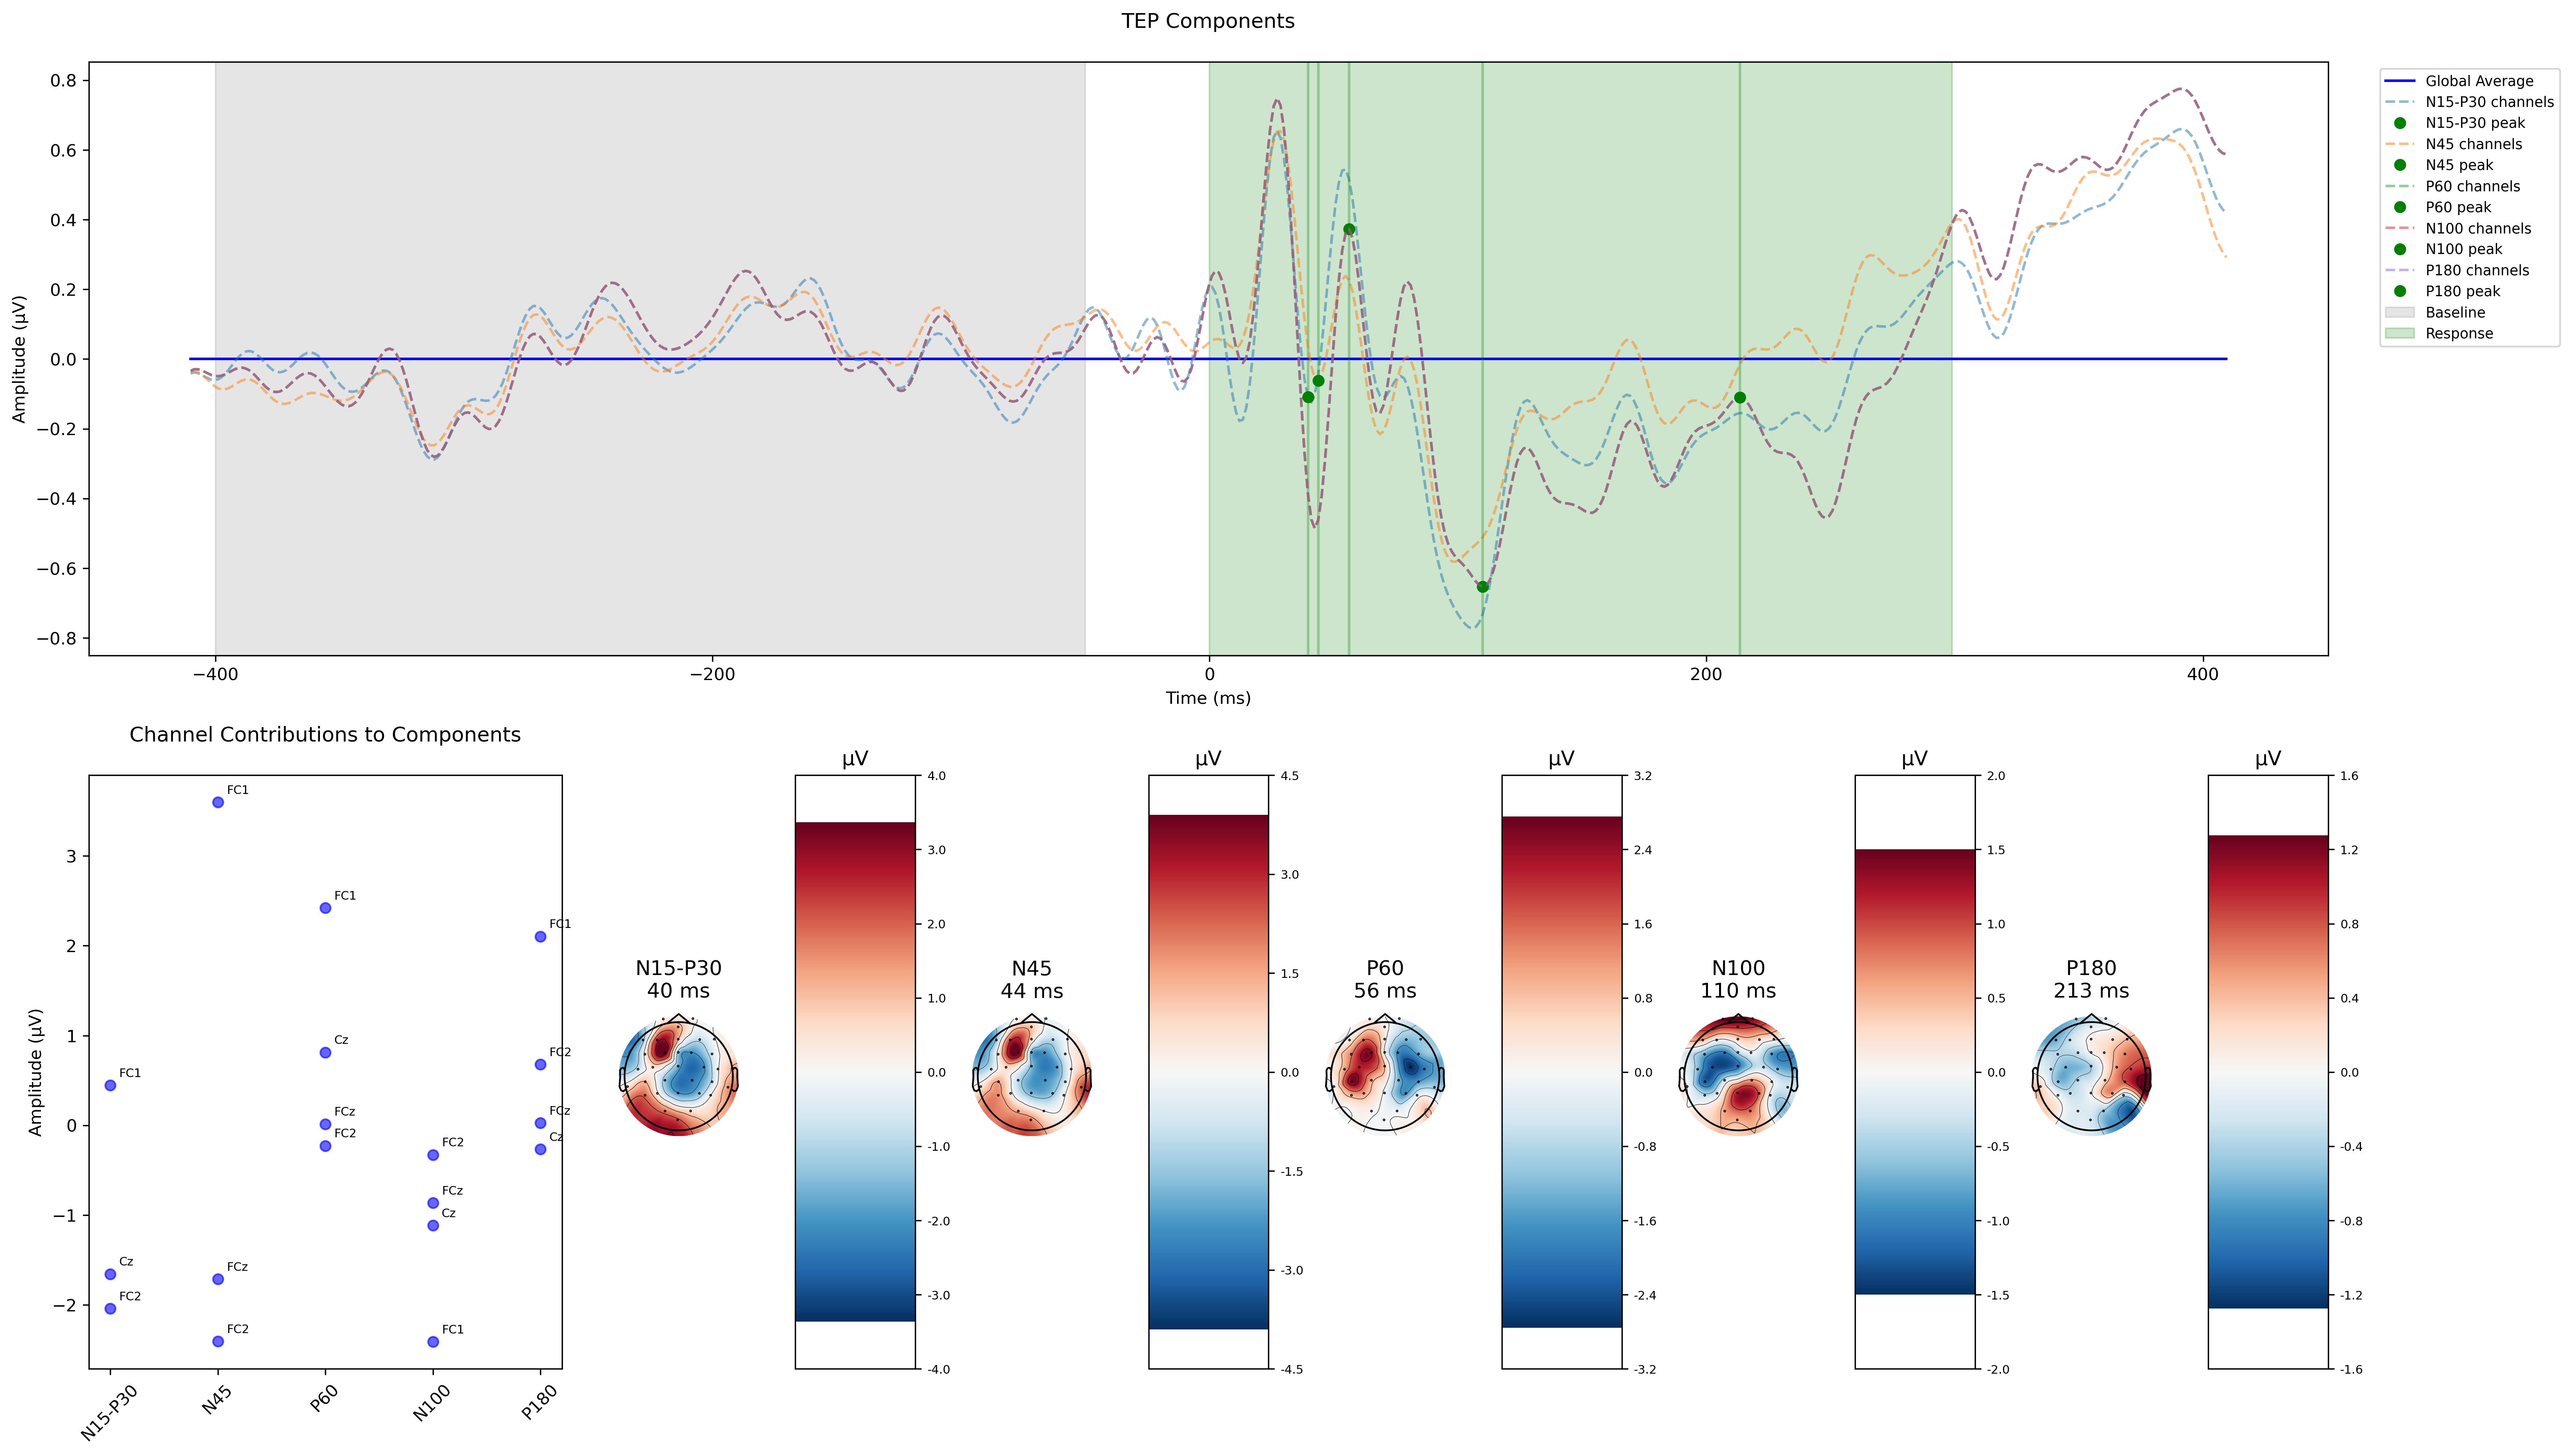 TEP Components
Amplitude (µV)
0.8
0.6
0.4
0.2
0.0
−0.2
−0.4
−0.6
−0.8
−400
−200
0
200
400
Time (ms)
Global Average
N15-P30 channels
N15-P30 peak
N45 channels
N45 peak
P60 channels
P60 peak
N100 channels
N100 peak
P180 channels
P180 peak
Baseline
Response
Channel Contributions to Components
Amplitude (µV)
3
2
1
0
−1
−2
FC1
Cz
FC2
FC1
FCz
FC2
FC1
Cz
FCz
FC2
FC2
FCz
Cz
FC1
FC1
FC2
FCz
Cz
N15-P30
N45
P60
N100
P180
N15-P30
40 ms
µV
4.0
3.0
2.0
1.0
0.0
-1.0
-2.0
-3.0
-4.0
N45
44 ms
µV
4.5
3.0
1.5
0.0
-1.5
-3.0
-4.5
P60
56 ms
µV
3.2
2.4
1.6
0.8
0.0
-0.8
-1.6
-2.4
-3.2
N100
110 ms
µV
2.0
1.5
1.0
0.5
0.0
-0.5
-1.0
-1.5
-2.0
P180
213 ms
µV
1.6
1.2
0.8
0.4
0.0
-0.4
-0.8
-1.2
-1.6